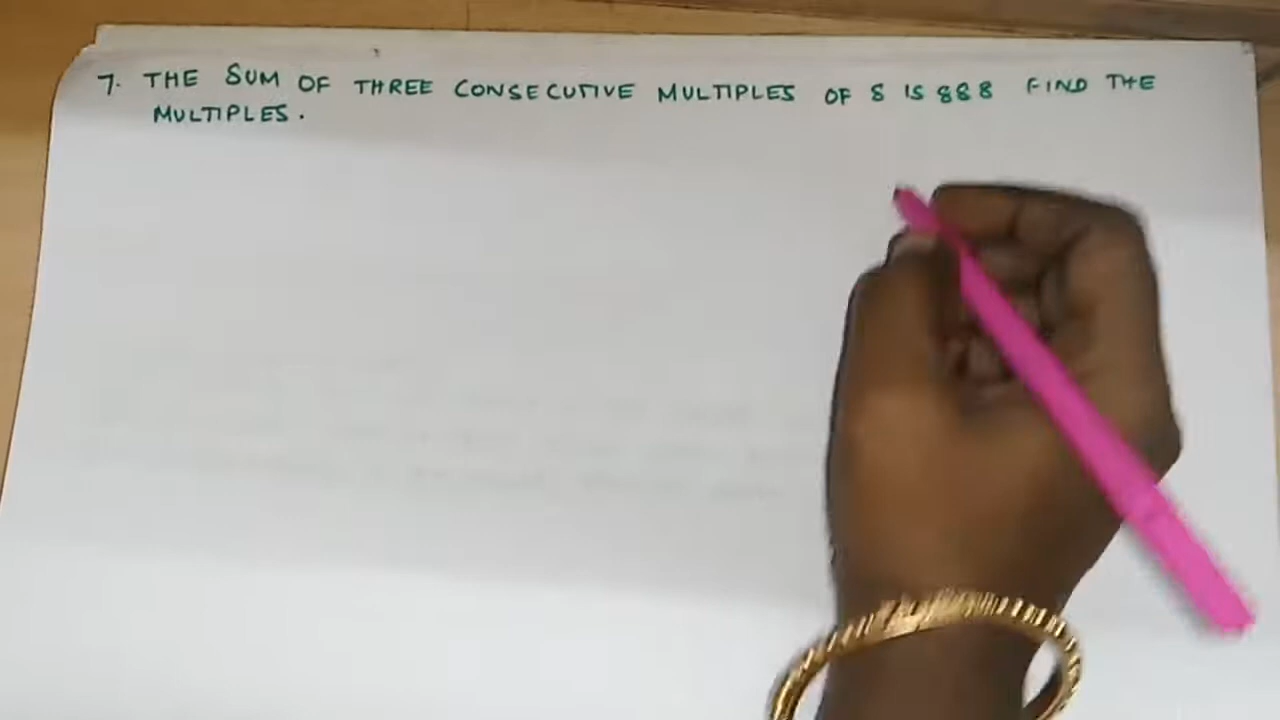 7. THE SUM OF THREE CONSECUTIVE MULTIPLES OF 8 IS 888 FIND THE
MULTIPLES.